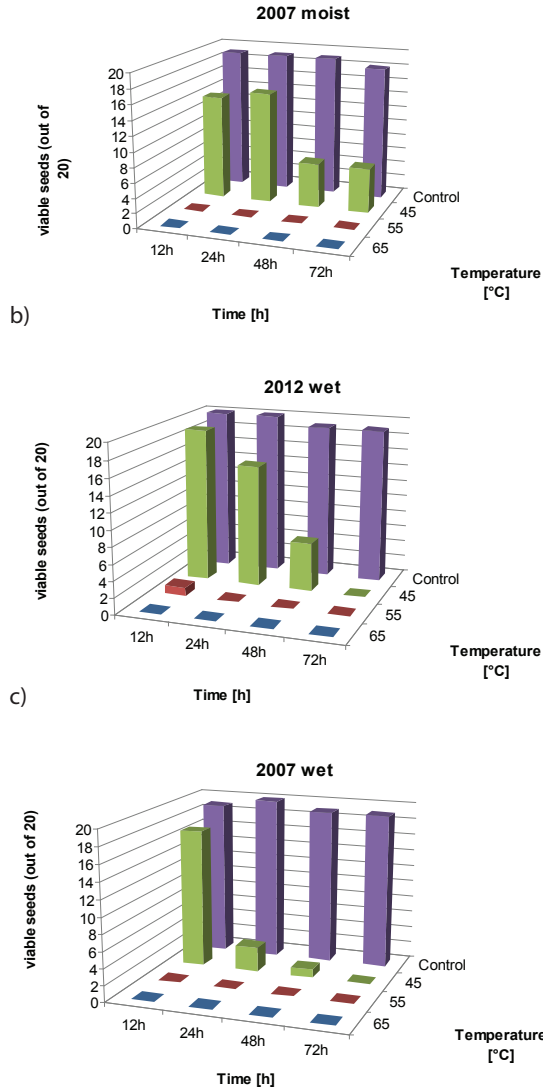 2007 moist
viable seeds (out of
20)
20
18
16
14
12
10
8
6
4
2
0
12h
24h
48h
72h
Control
45
55
65
Temperature
[°C]
Time [h]
b)
2012 wet
viable seeds (out of 20)
20
18
16
14
12
10
8
6
4
2
0
12h
24h
48h
72h
Control
45
55
65
Temperature
[°C]
Time [h]
c)
2007 wet
viable seeds (out of 20)
20
18
16
14
12
10
8
6
4
2
0
12h
24h
48h
72h
Control
45
55
65
Temperature
[°C]
Time [h]